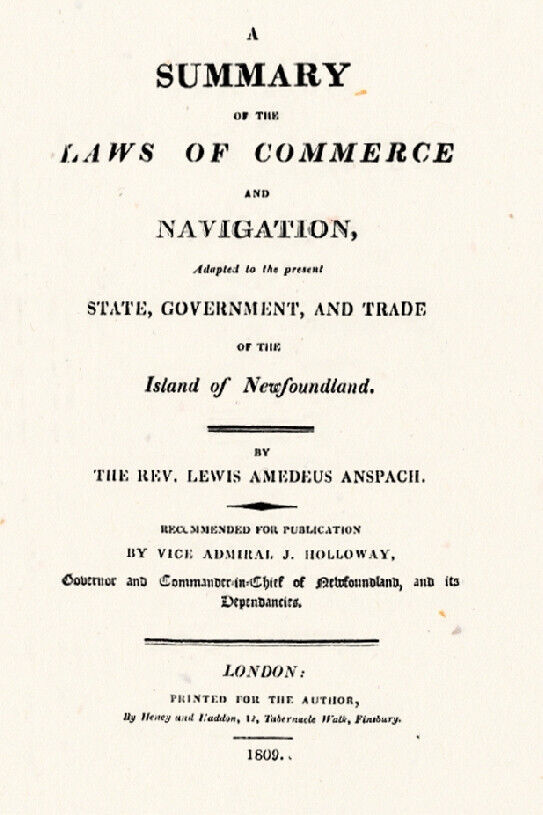 A
SUMMARY
OF THE
LAWS OF COMMERCE
AND
NAVIGATION,
Adapted to the present
STATE, GOVERNMENT, AND TRADE
OF THE
Island of Newfoundland.
BY
THE REV. LEWIS AMEDEUS ANSPACH.
RECOMMENDED FOR PUBLICATION
BY VICE ADMIRAL J. HOLLOWAY,
Governor and Commander-in-Chief of Newfoundland, and its
Dependancies.
LONDON:
PRINTED FOR THE AUTHOR,
By Heney and Haddon, 12, Tabernacle Walk, Finsbury.
1809.